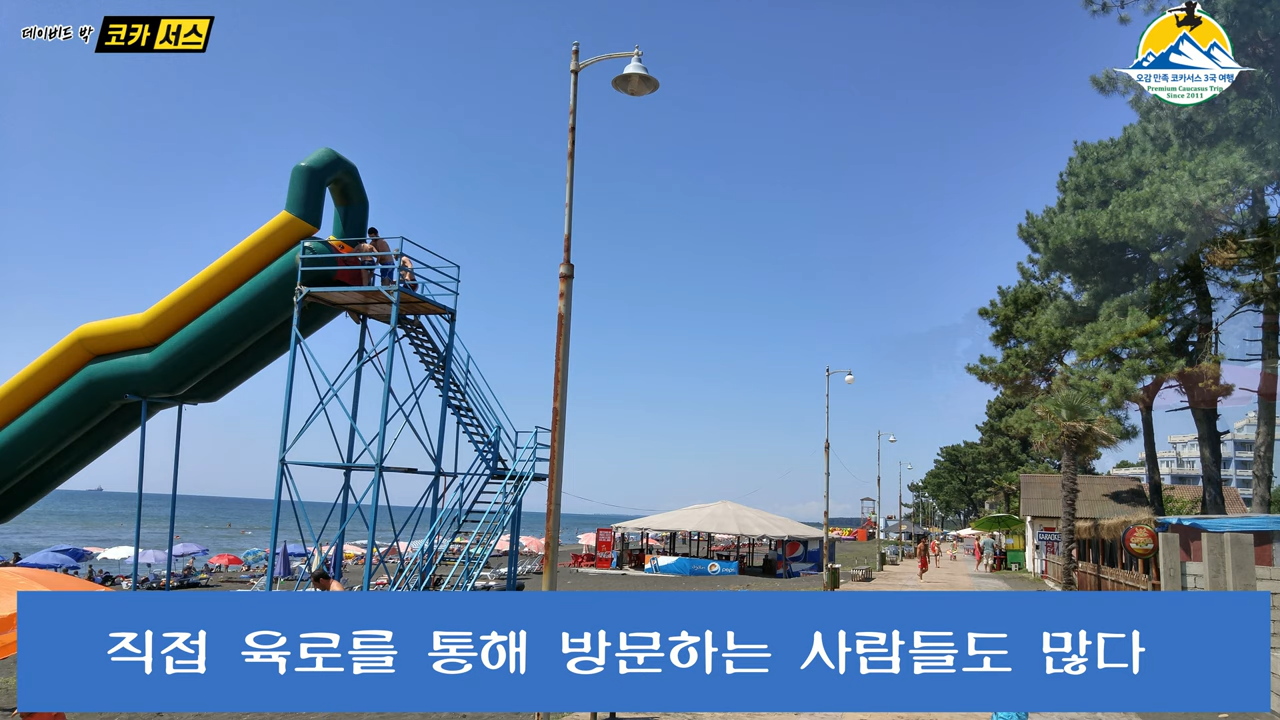 데이비드 박 코카서스
오감 만족 코카서스 3국 여행
Premium Caucasus Trip
Since 2011
pepsi
KARAOKE
직접 육로를 통해 방문하는 사람들도 많다